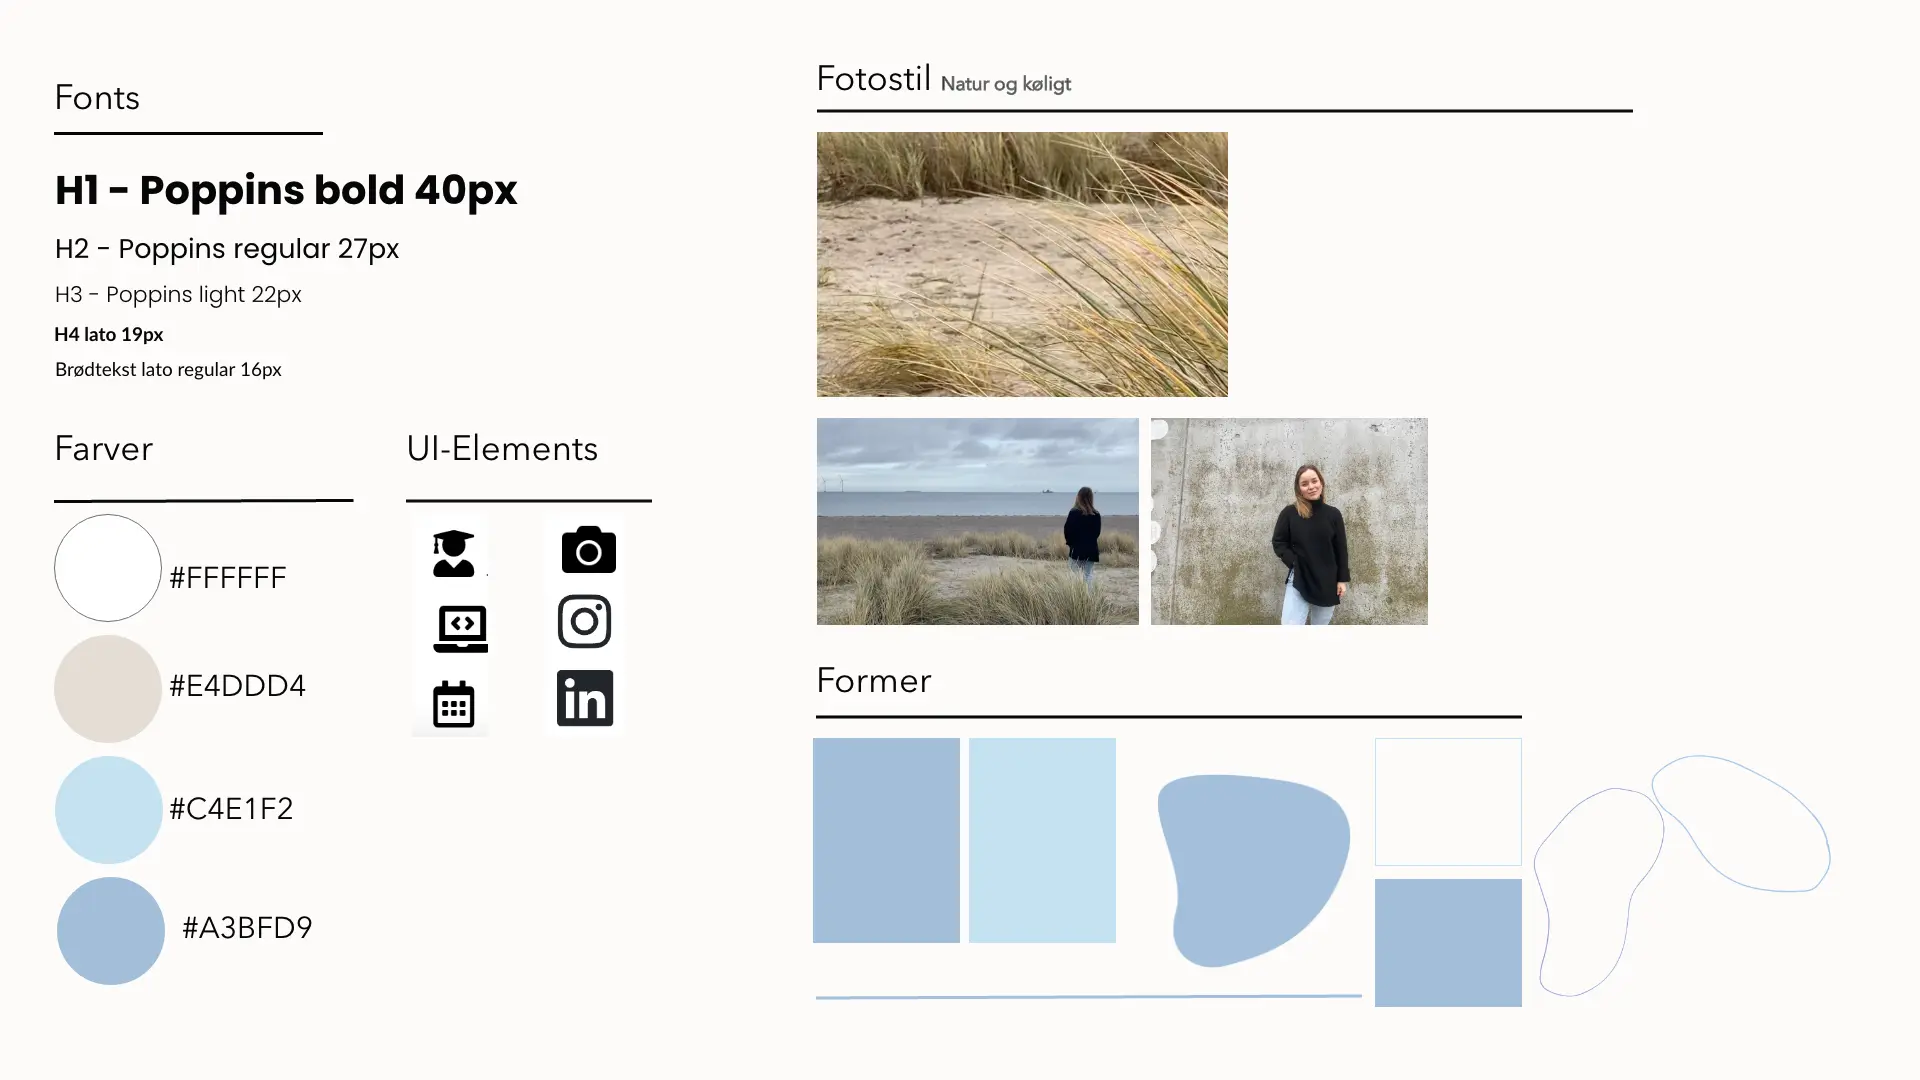 Fonts
H1 - Poppins bold 40px
H2 - Poppins regular 27px
H3 - Poppins light 22px
H4 lato 19px
Brødtekst lato regular 16px
Farver
#FFFFFF
#E4DDD4
#C4E1F2
#A3BFD9
UI-Elements
in
Fotostil Natur og køligt
Former